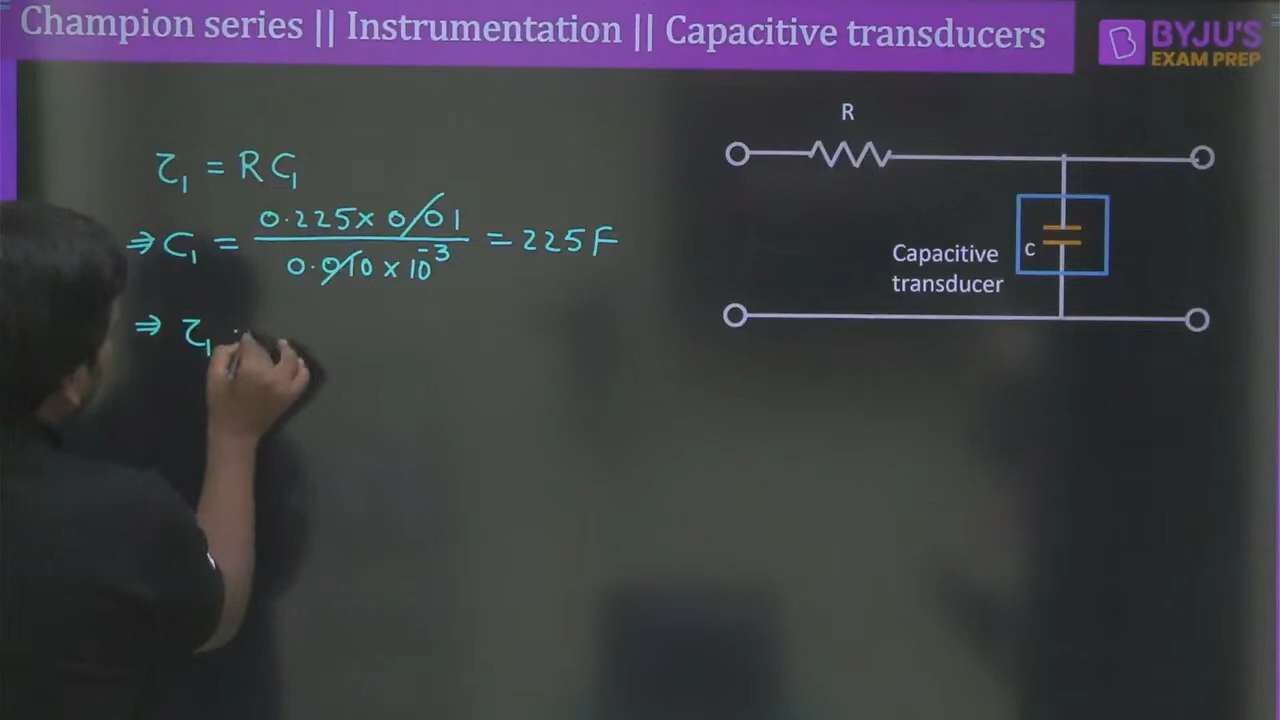 Champion series || Instrumentation || Capacitive transducers
BYJU'S
EXAM PREP
τ₁ = R C₁
⇒ C₁ = 0.225 × 0.01 / 0.010 × 10⁻³ = 225 F
⇒ τ₁
R
Capacitive
transducer
c